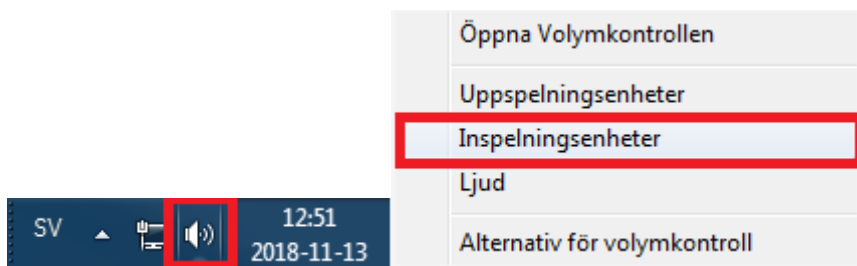 Öppna Volymkontrollen
Uppspelningsenheter
Inspelningsenheter
Ljud
Alternativ för volymkontroll
SV
12:51
2018-11-13